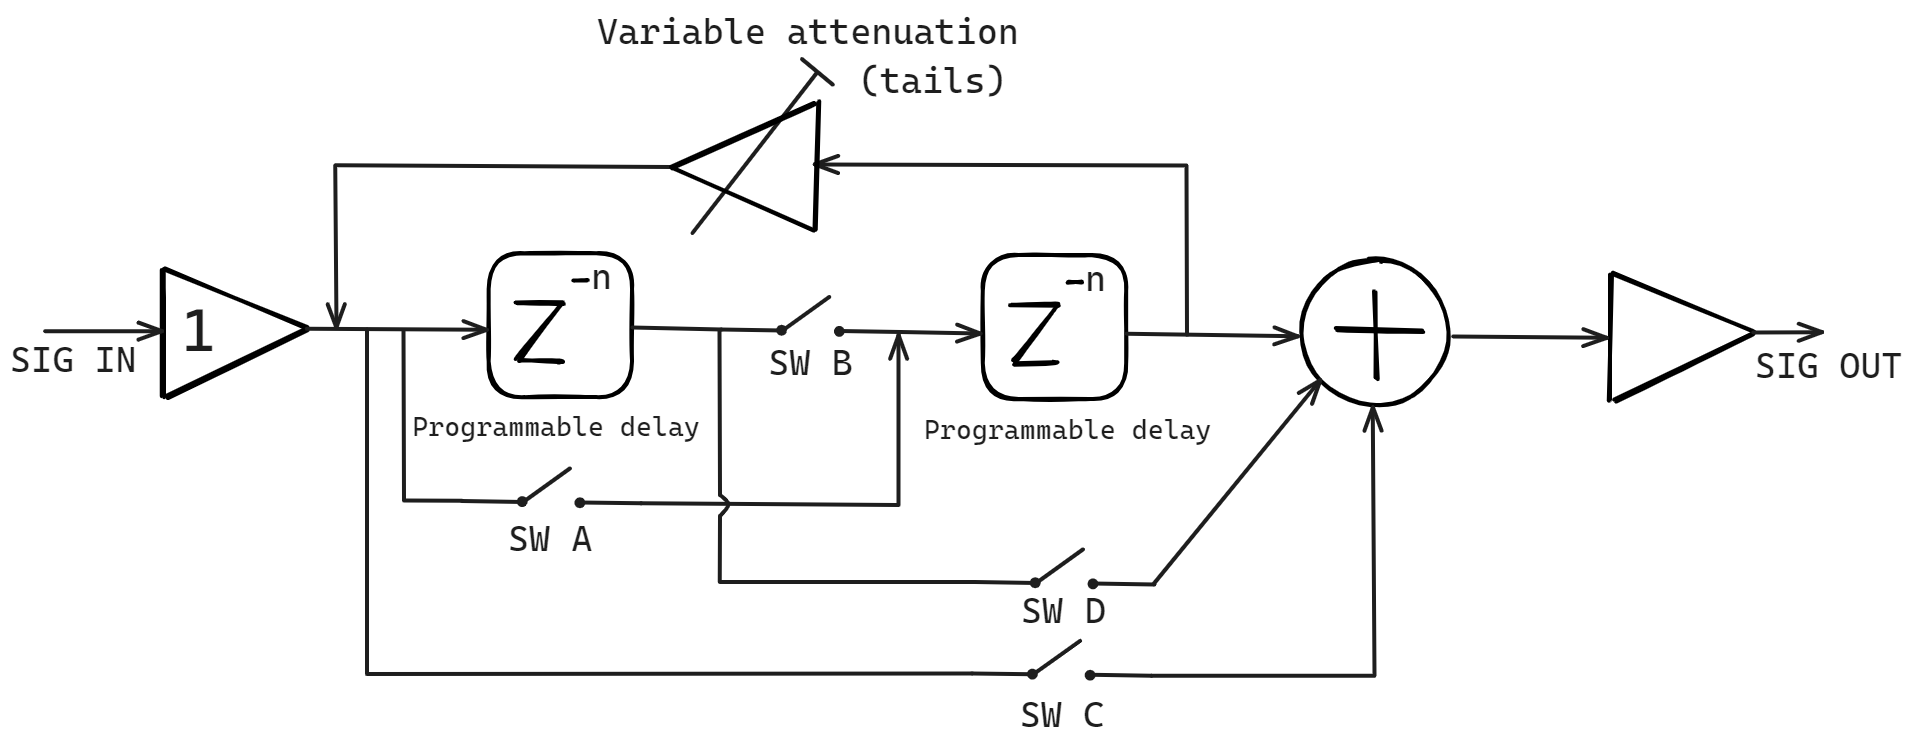 Variable attenuation
(tails)
1
SIG IN
Z -n
SW B
Z -n
+
SIG OUT
Programmable delay
Programmable delay
SW A
SW D
SW C